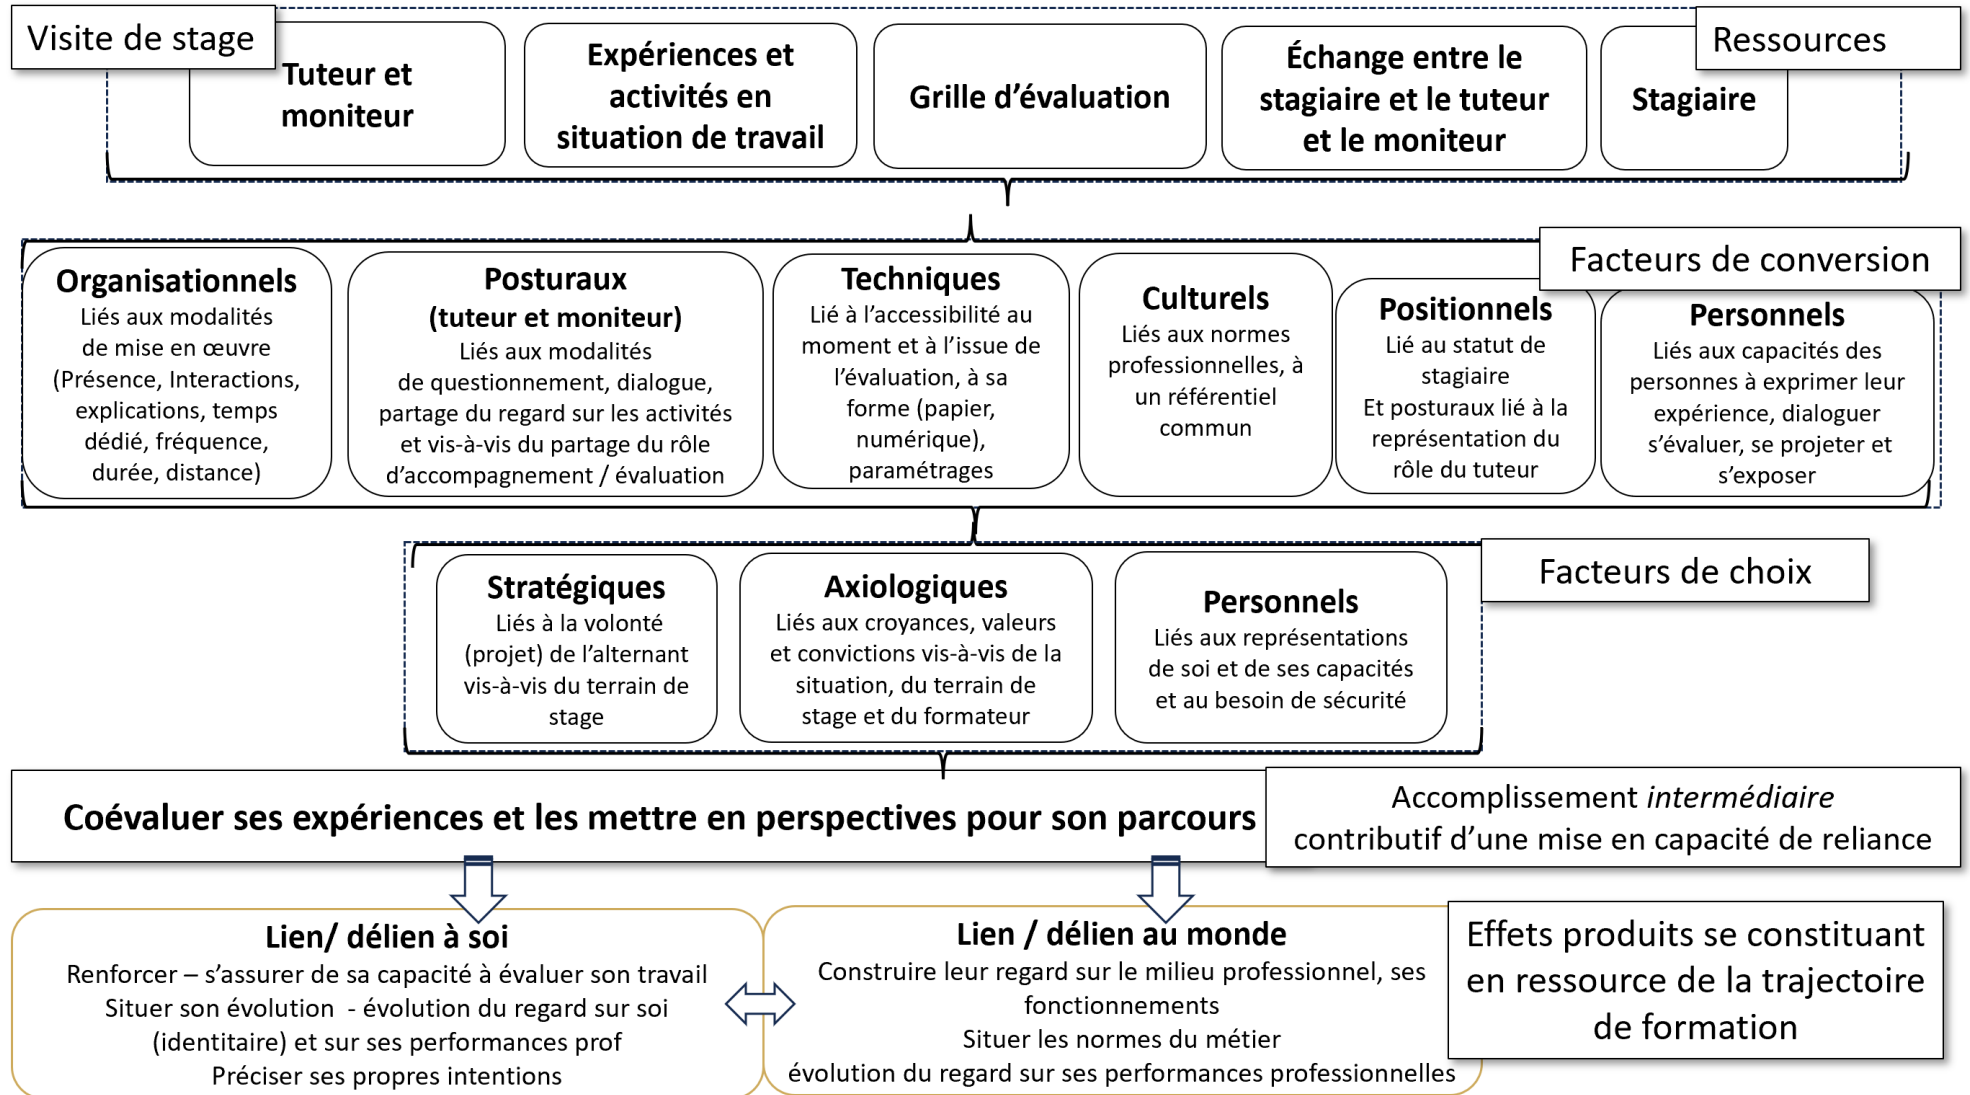 Visite de stage
Ressources
Tuteur et
moniteur
Expériences et
activités en
situation de travail
Grille d’évaluation
Échange entre le
stagiaire et le tuteur
et le moniteur
Stagiaire
Facteurs de conversion
Organisationnels
Liés aux modalités
de mise en œuvre
(Présence, Interactions,
explications, temps
dédié, fréquence,
durée, distance)
Posturaux
(tuteur et moniteur)
Liés aux modalités
de questionnement, dialogue,
partage du regard sur les activités
et vis-à-vis du partage du rôle
d’accompagnement / évaluation
Techniques
Lié à l’accessibilité au
moment et à l’issue de
l’évaluation, à sa
forme (papier,
numérique),
paramétrages
Culturels
Liés aux normes
professionnelles, à
un référentiel
commun
Positionnels
Lié au statut de
stagiaire
Et posturaux lié à la
représentation du
rôle du tuteur
Personnels
Liés aux capacités des
personnes à exprimer leur
expérience, dialoguer
s’évaluer, se projeter et
s’exposer
Facteurs de choix
Stratégiques
Liés à la volonté
(projet) de l’alternant
vis-à-vis du terrain de
stage
Axiologiques
Liés aux croyances, valeurs
et convictions vis-à-vis de la
situation, du terrain de
stage et du formateur
Personnels
Liés aux représentations
de soi et de ses capacités
et au besoin de sécurité
Coévaluer ses expériences et les mettre en perspectives pour son parcours
Accomplissement intermédiaire
contributif d’une mise en capacité de reliance
Lien/ délien à soi
Renforcer – s’assurer de sa capacité à évaluer son travail
Situer son évolution - évolution du regard sur soi
(identitaire) et sur ses performances prof
Préciser ses propres intentions
Lien / délien au monde
Construire leur regard sur le milieu professionnel, ses
fonctionnements
Situer les normes du métier
évolution du regard sur ses performances professionnelles
Effets produits se constituant
en ressource de la trajectoire
de formation